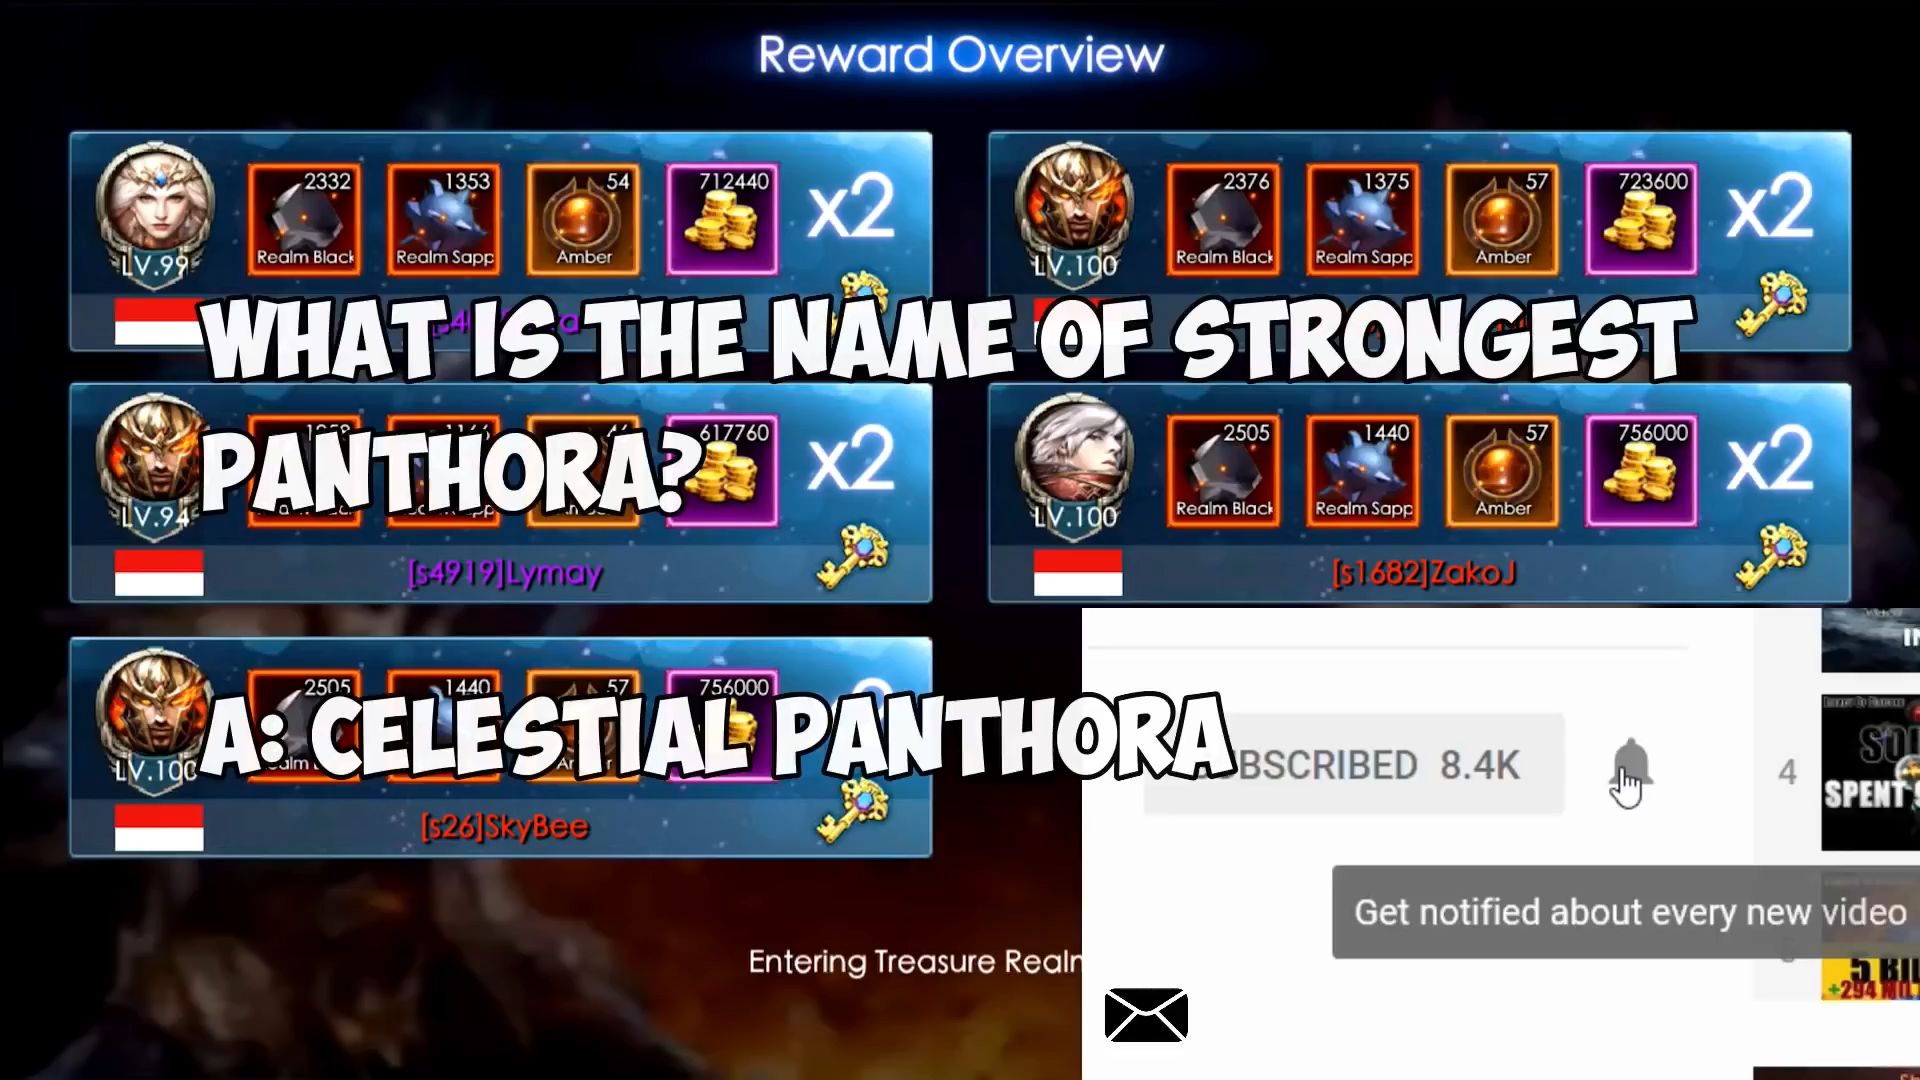 Reward Overview
2332 1353 54 712440 x2
Realm Black Realm Sapp Amber
LV.99
2376 1375 57 723600 x2
Realm Black Realm Sapp Amber
LV.100
WHAT IS THE NAME OF STRONGEST
PANTHORA?
617760 x2
LV.94
[s4919]Lymay
2505 1440 57 756000 x2
Realm Black Realm Sapp Amber
LV.100
[s1682]ZakoJ
2505 1440 57 756000
LV.100
A: CELESTIAL PANTHORA
[s26]SkyBee
BSCRIBED 8.4K
4
SPENT
Get notified about every new video
5 BIL
Entering Treasure Realm